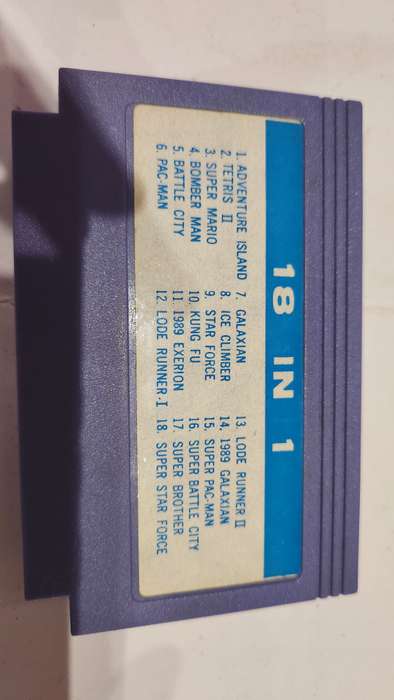 18 IN 1
1. ADVENTURE ISLAND 7. GALAXIAN 13. LODE RUNNER II
2. TETRIS II 8. ICE CLIMBER 14. 1989 GALAXIAN
3. SUPER MARIO 9. STAR FORCE 15. SUPER PAC-MAN
4. BOMBER MAN 10. KUNG FU 16. SUPER BATTLE CITY
5. BATTLE CITY 11. 1989 EXERION 17. SUPER BROTHER
6. PAC-MAN 12. LODE RUNNER-I 18. SUPER STAR FORCE